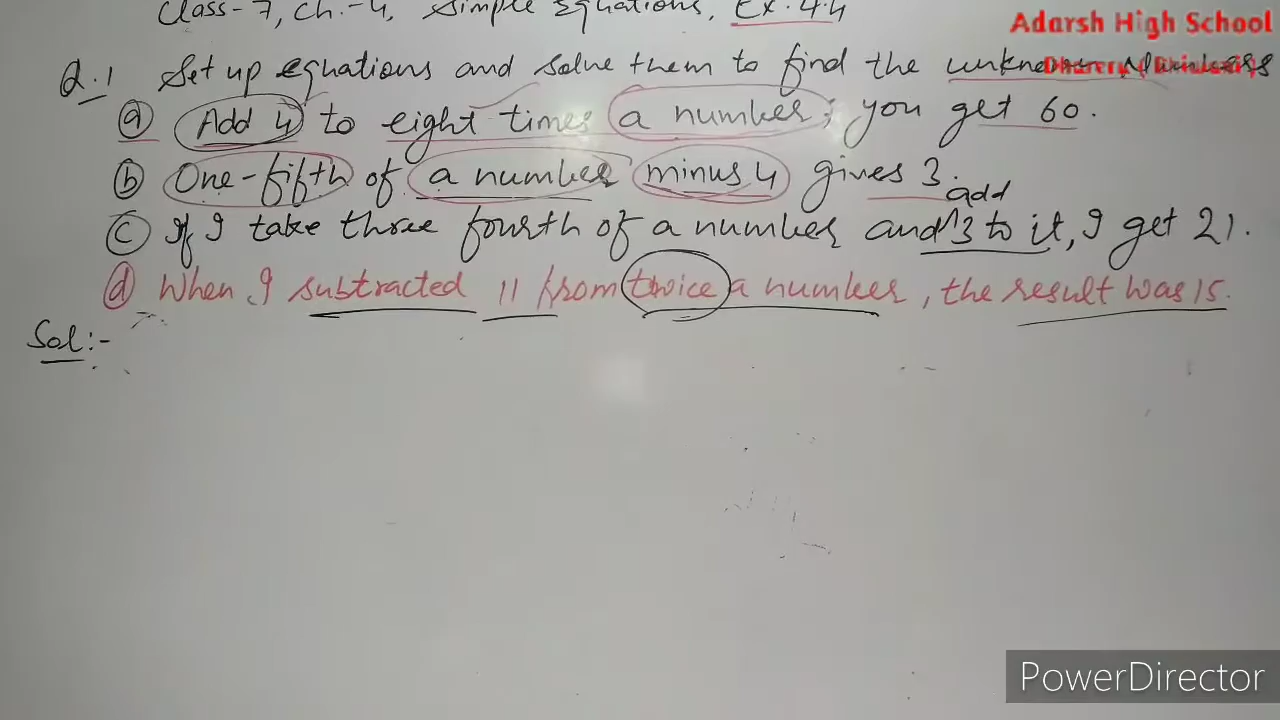 Class-7, Ch.-4, Simple Equations, Ex. 4.4
Adarsh High School
Q.1 Set up equations and solve them to find the unknown Numbers
(a) Add 4 to eight times a number; you get 60.
(b) One-fifth of a number minus 4 gives 3.
add
(c) If I take three fourth of a number and 3 to it, I get 21.
(d) When I subtracted 11 from twice a number, the result was 15.
Sol:-
PowerDirector